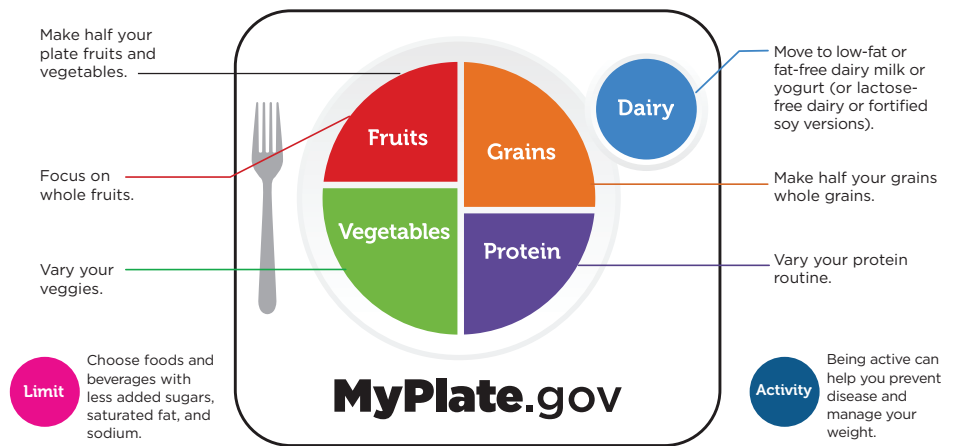 Make half your
plate fruits and
vegetables.
Focus on
whole fruits.
Vary your
veggies.
Fruits
Grains
Vegetables
Protein
Dairy
Move to low-fat or
fat-free dairy milk or
yogurt (or lactose-
free dairy or fortified
soy versions).
Make half your grains
whole grains.
Vary your protein
routine.
Limit
Choose foods and
beverages with
less added sugars,
saturated fat, and
sodium.
MyPlate.gov
Activity
Being active can
help you prevent
disease and
manage your
weight.